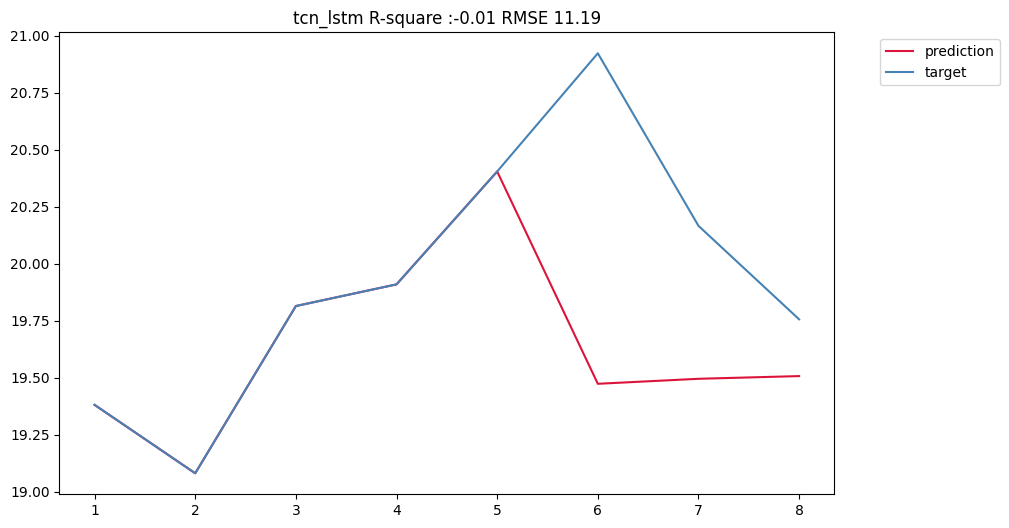 tcn_lstm R-square :-0.01 RMSE 11.19
prediction
target
21.00
20.75
20.50
20.25
20.00
19.75
19.50
19.25
19.00
1 2 3 4 5 6 7 8